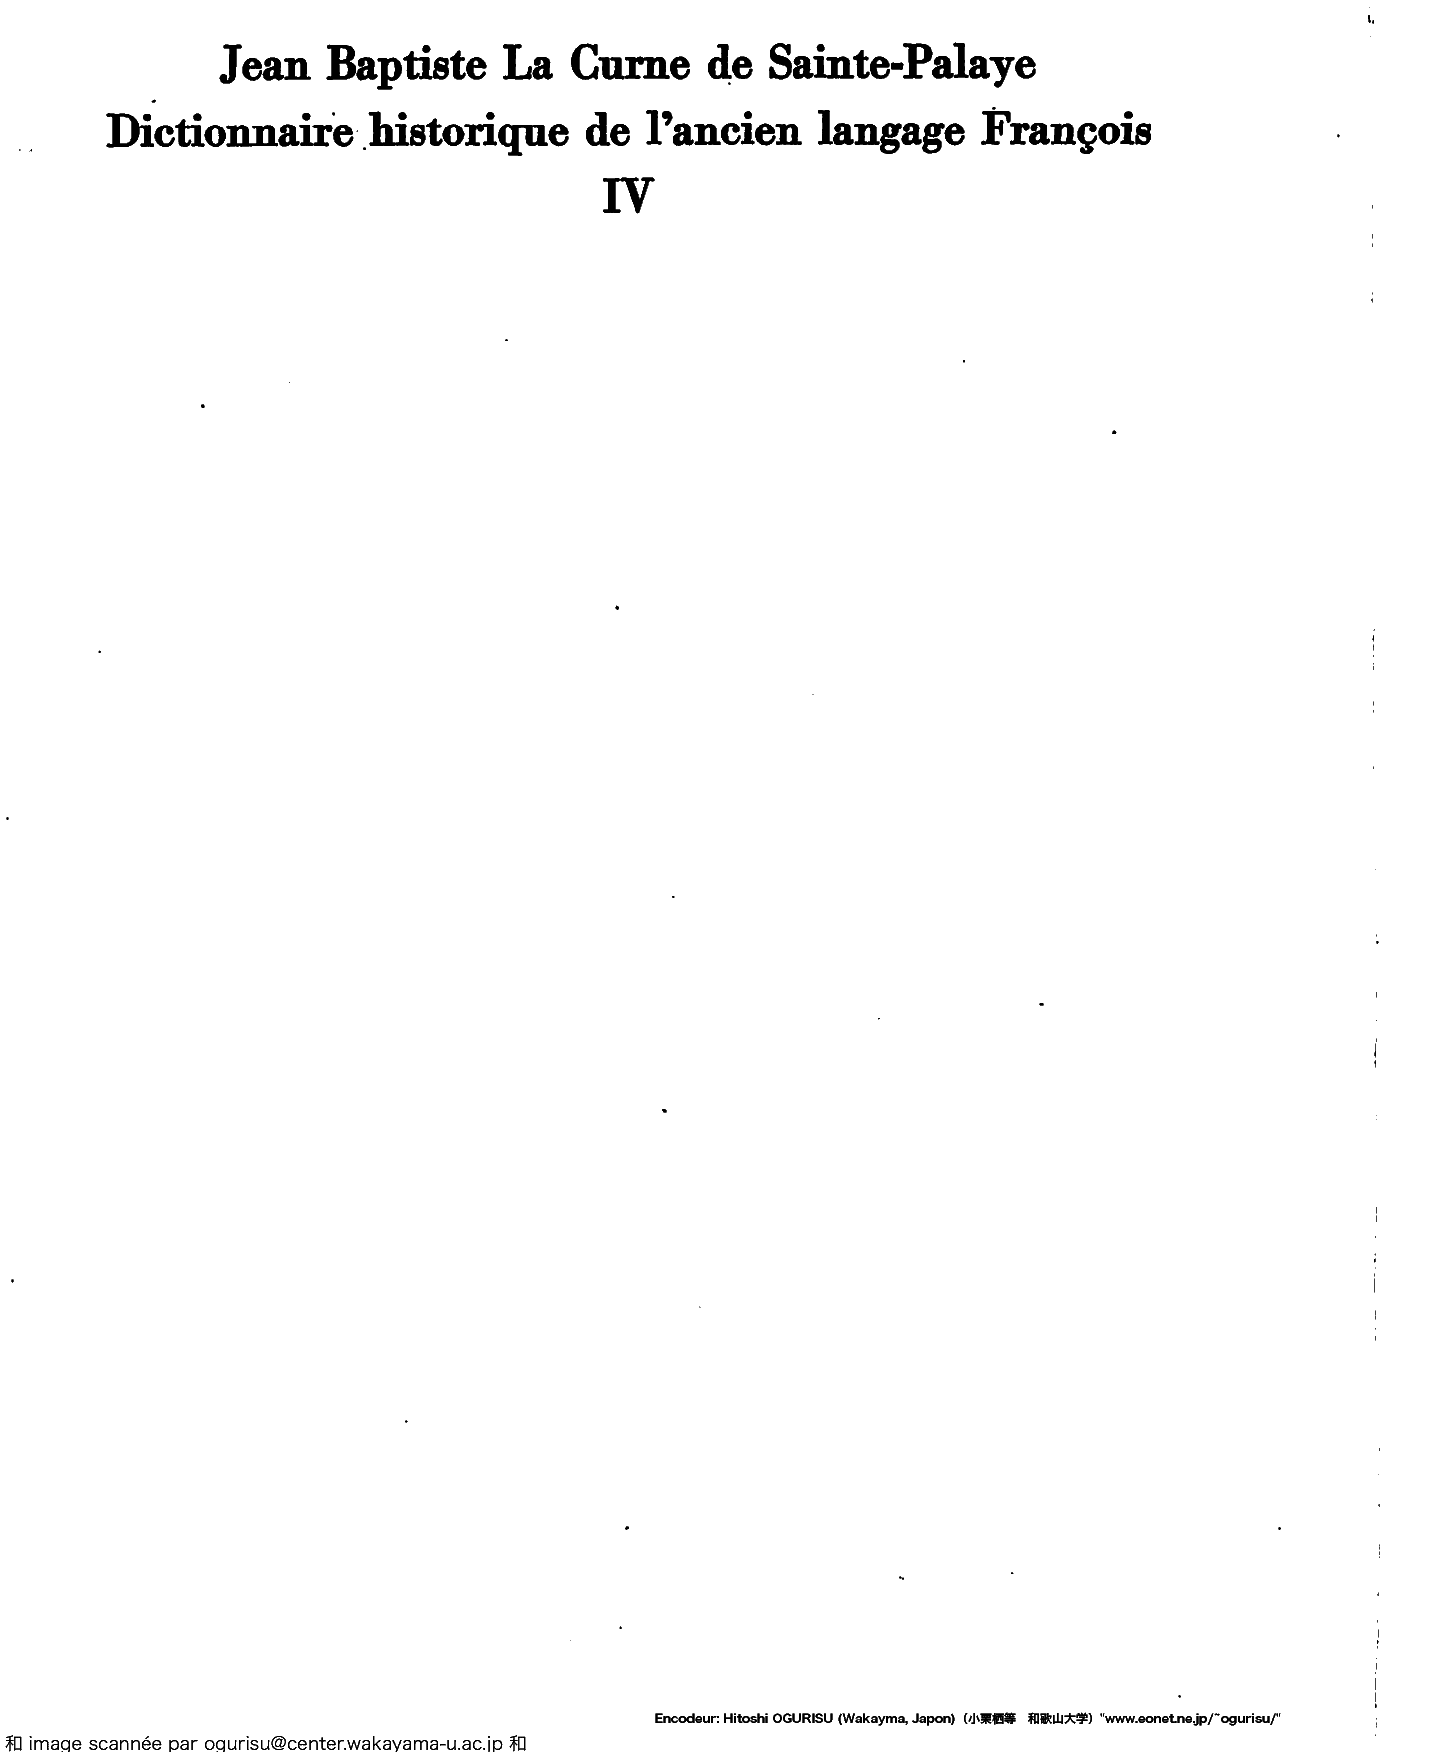 Jean Baptiste La Curne de Sainte-Palaye
Dictionnaire historique de l'ancien langage François
IV
Encodeur: Hitoshi OGURISU (Wakayma, Japon) (小栗栖等 和歌山大学) "www.eonet.ne.jp/~ogurisu/"
和 image scannée par ogurisu@center.wakayama-u.ac.jp 和